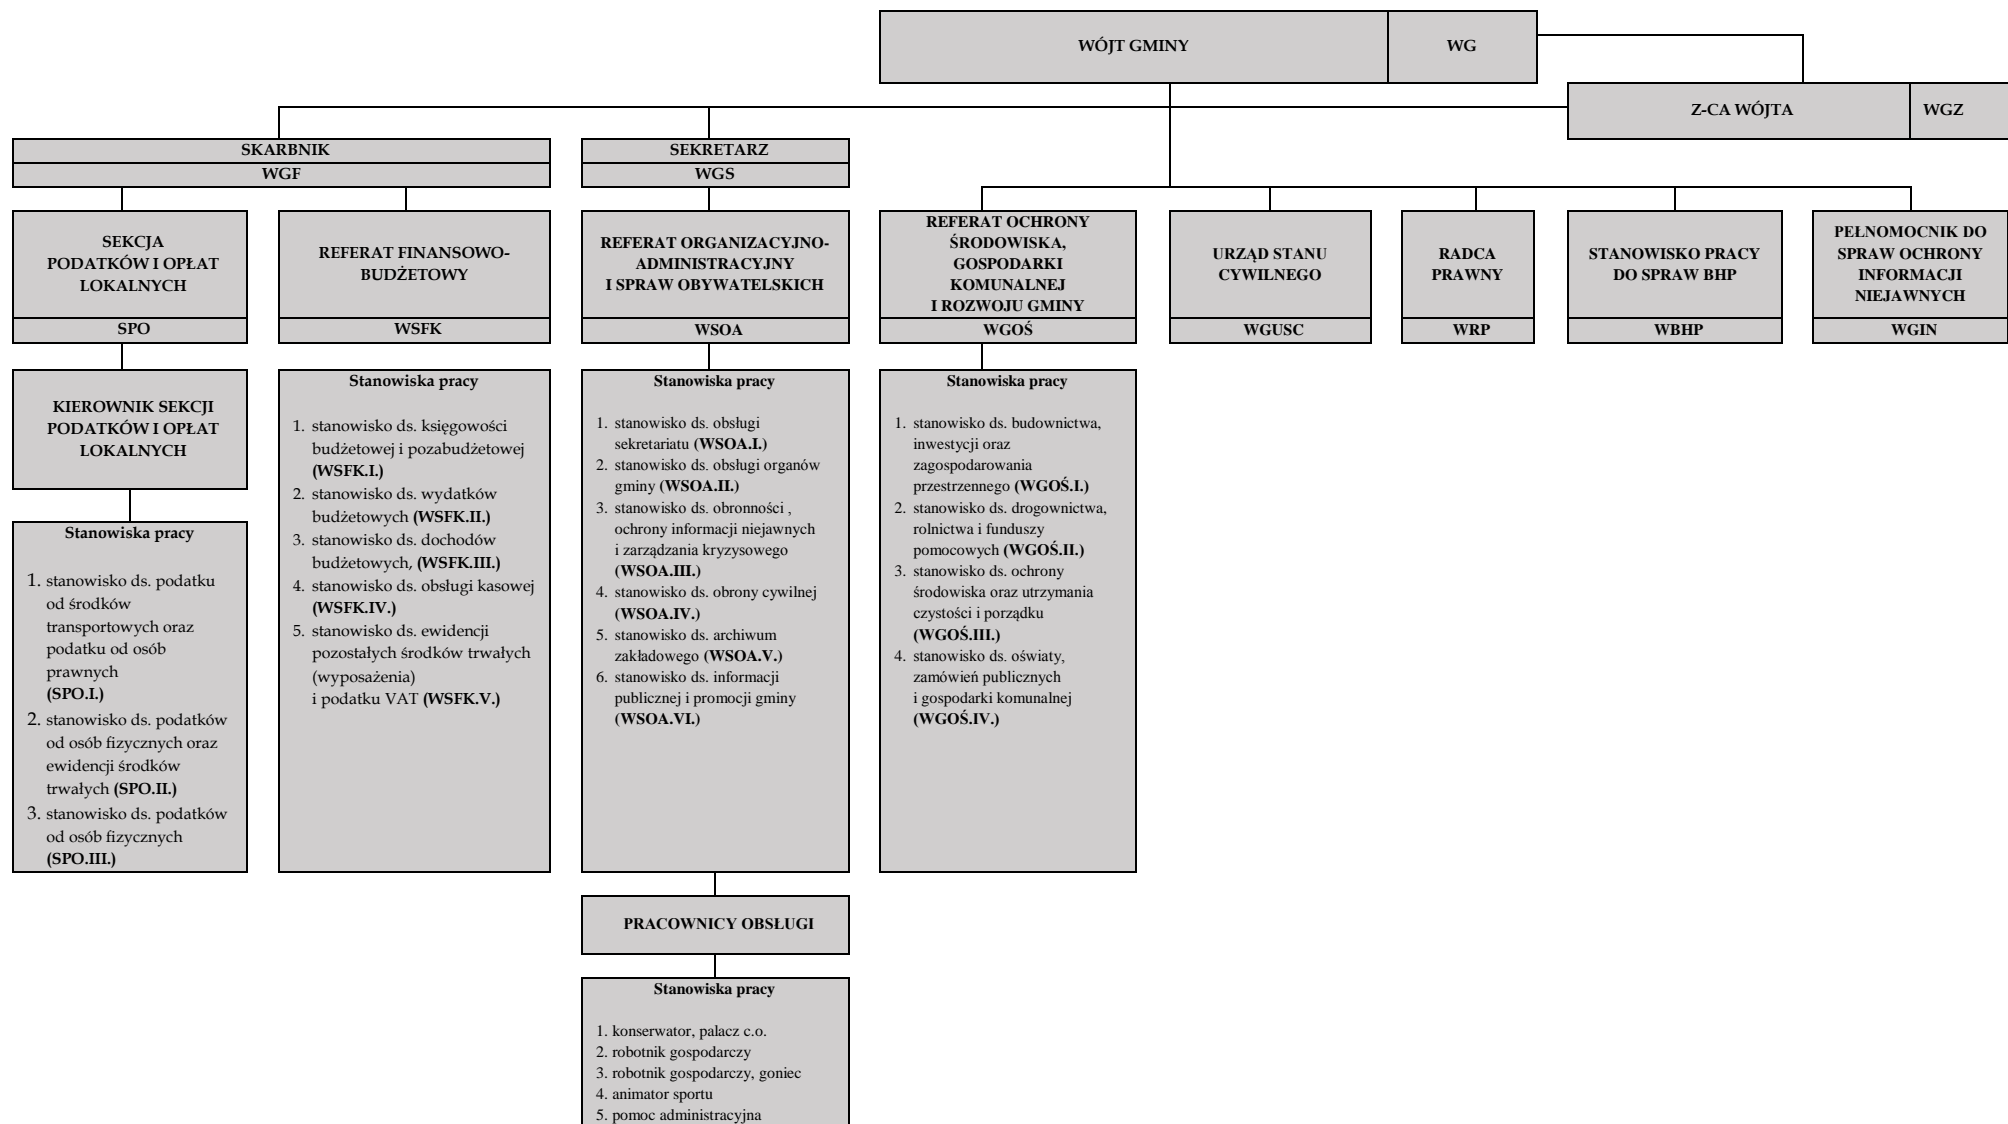 WÓJT GMINY
WG
Z-CA WÓJTA
WGZ
SKARBNIK
WGF
SEKRETARZ
WGS
SEKCJA
PODATKÓW I OPŁAT
LOKALNYCH
SPO
REFERAT FINANSOWO-
BUDŻETOWY
WSFK
REFERAT ORGANIZACYJNO-
ADMINISTRACYJNY
I SPRAW OBYWATELSKICH
WSOA
REFERAT OCHRONY
ŚRODOWISKA,
GOSPODARKI
KOMUNALNEJ
I ROZWOJU GMINY
WGOŚ
URZĄD STANU
CYWILNEGO
WGUSC
RADCA
PRAWNY
WRP
STANOWISKO PRACY
DO SPRAW BHP
WBHP
PEŁNOMOCNIK DO
SPRAW OCHRONY
INFORMACJI
NIEJAWNYCH
WGIN
KIEROWNIK SEKCJI
PODATKÓW I OPŁAT
LOKALNYCH
Stanowiska pracy
1. stanowisko ds. podatku
od środków
transportowych oraz
podatku od osób
prawnych
(SPO.I.)
2. stanowisko ds. podatków
od osób fizycznych oraz
ewidencji środków
trwałych (SPO.II.)
3. stanowisko ds. podatków
od osób fizycznych
(SPO.III.)
Stanowiska pracy
1. stanowisko ds. księgowości
budżetowej i pozabudżetowej
(WSFK.I.)
2. stanowisko ds. wydatków
budżetowych (WSFK.II.)
3. stanowisko ds. dochodów
budżetowych, (WSFK.III.)
4. stanowisko ds. obsługi kasowej
(WSFK.IV.)
5. stanowisko ds. ewidencji
pozostałych środków trwałych
(wyposażenia)
i podatku VAT (WSFK.V.)
Stanowiska pracy
1. stanowisko ds. obsługi
sekretariatu (WSOA.I.)
2. stanowisko ds. obsługi organów
gminy (WSOA.II.)
3. stanowisko ds. obronności ,
ochrony informacji niejawnych
i zarządzania kryzysowego
(WSOA.III.)
4. stanowisko ds. obrony cywilnej
(WSOA.IV.)
5. stanowisko ds. archiwum
zakładowego (WSOA.V.)
6. stanowisko ds. informacji
publicznej i promocji gminy
(WSOA.VI.)
Stanowiska pracy
1. stanowisko ds. budownictwa,
inwestycji oraz
zagospodarowania
przestrzennego (WGOŚ.I.)
2. stanowisko ds. drogownictwa,
rolnictwa i funduszy
pomocowych (WGOŚ.II.)
3. stanowisko ds. ochrony
środowiska oraz utrzymania
czystości i porządku
(WGOŚ.III.)
4. stanowisko ds. oświaty,
zamówień publicznych
i gospodarki komunalnej
(WGOŚ.IV.)
PRACOWNICY OBSŁUGI
Stanowiska pracy
1. konserwator, palacz c.o.
2. robotnik gospodarczy
3. robotnik gospodarczy, goniec
4. animator sportu
5. pomoc administracyjna